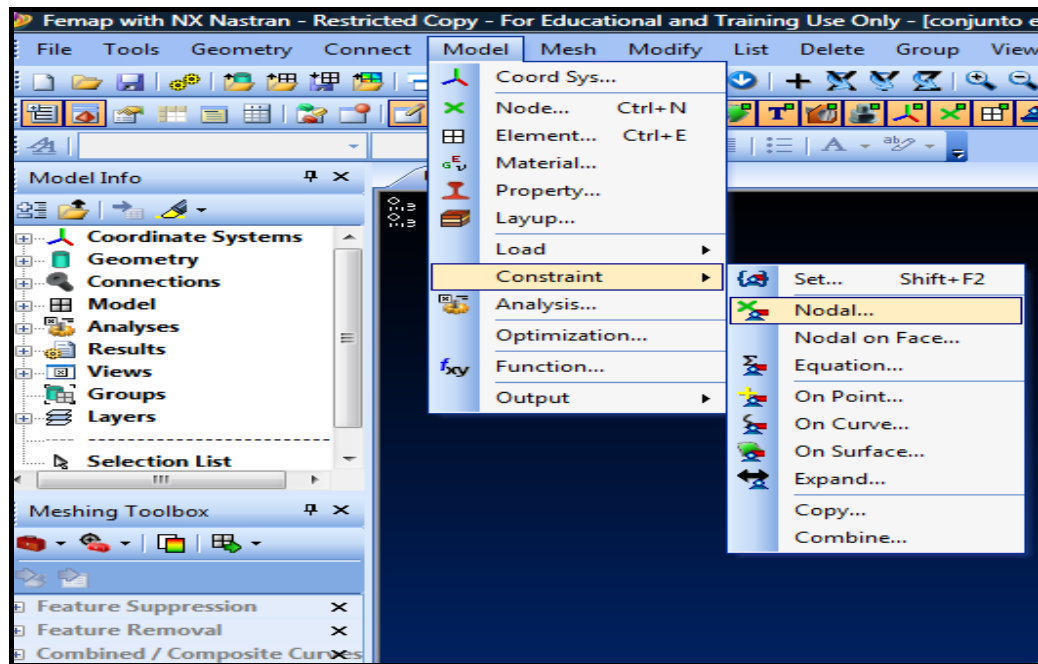 Femap with NX Nastran - Restricted Copy - For Educational and Training Use Only - [conjunto e
File Tools Geometry Connect Model Mesh Modify List Delete Group View
Coord Sys...
Node... Ctrl+N
Element... Ctrl+E
Material...
Property...
Layup...
Load
Constraint
Analysis...
Optimization...
Function...
Output
Set... Shift+F2
Nodal...
Nodal on Face...
Equation...
On Point...
On Curve...
On Surface...
Expand...
Copy...
Combine...
Model Info
Coordinate Systems
Geometry
Connections
Model
Analyses
Results
Views
Groups
Layers
Selection List
Meshing Toolbox
Feature Suppression
Feature Removal
Combined / Composite Curves